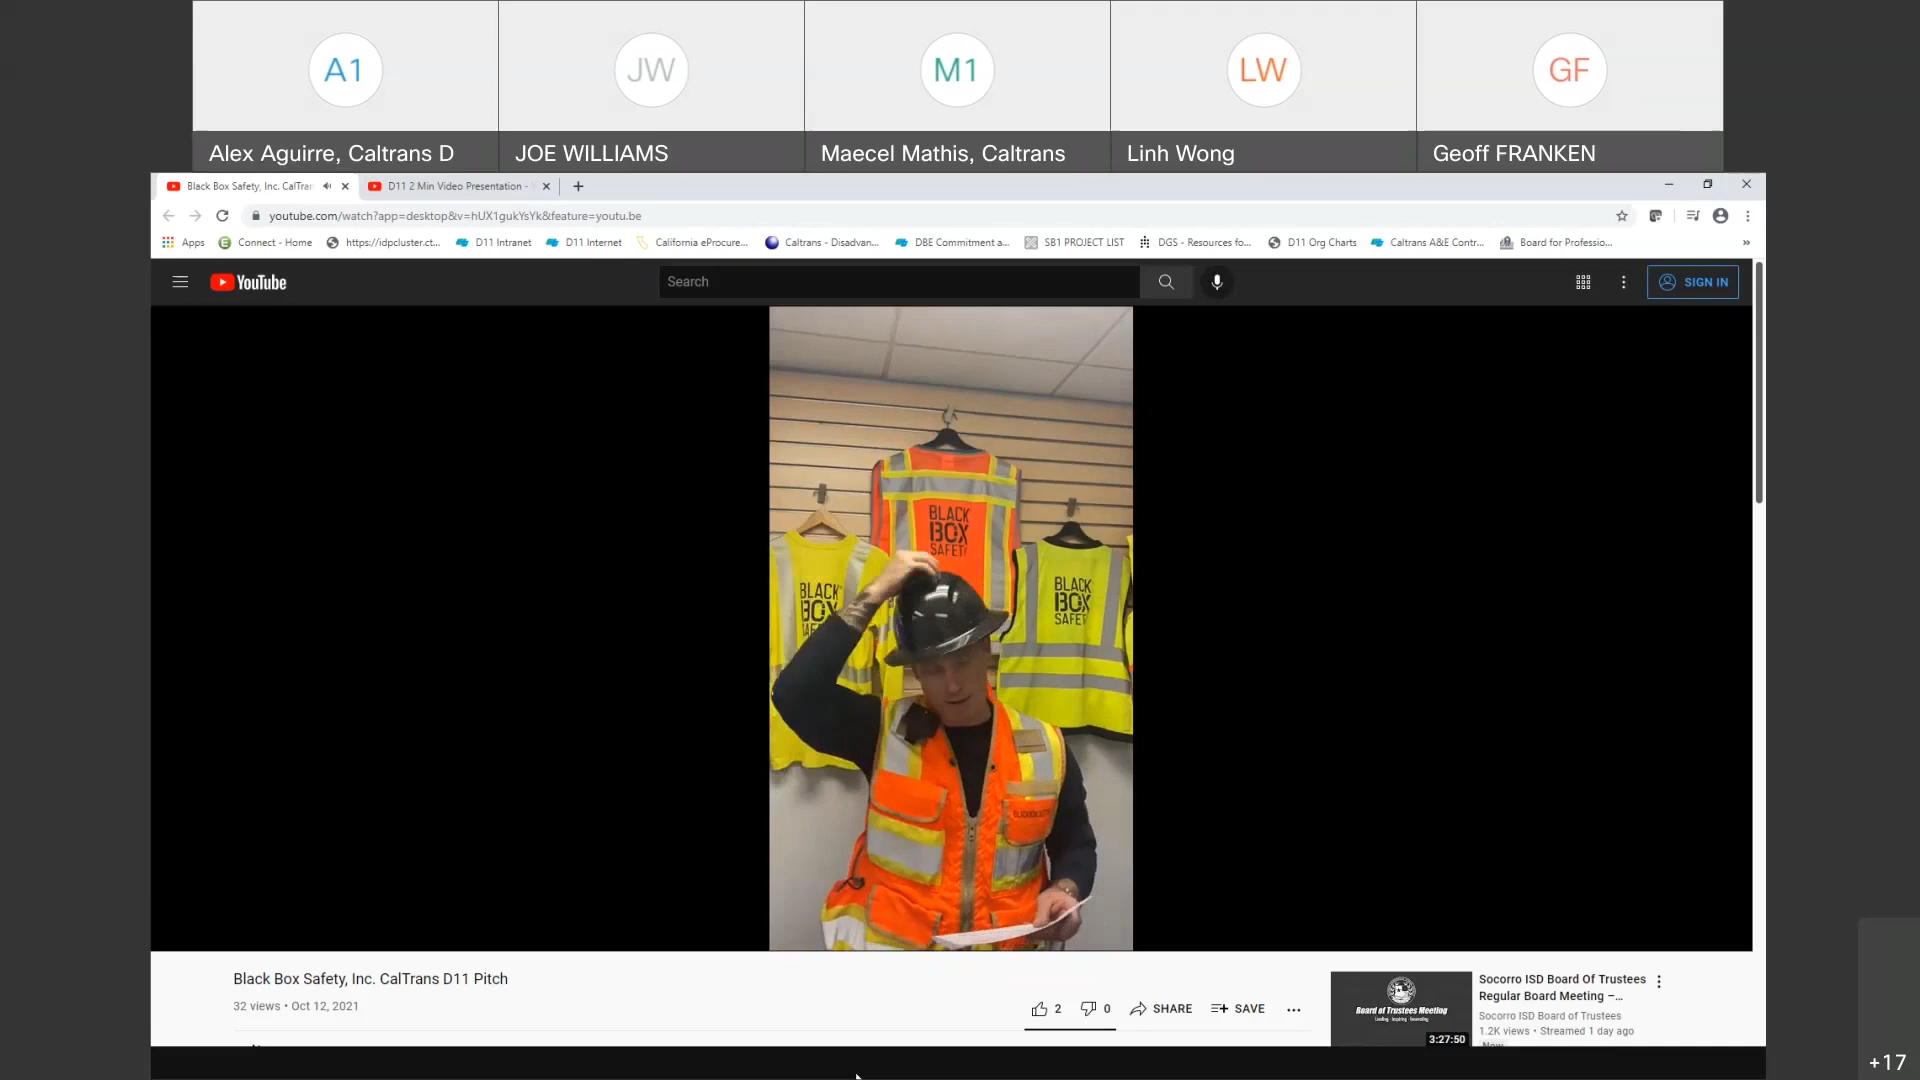 A1
JW
M1
LW
GF
Alex Aguirre, Caltrans D
JOE WILLIAMS
Maecel Mathis, Caltrans
Linh Wong
Geoff FRANKEN
Black Box Safety, Inc. CalTran
D11 2 Min Video Presentation -
youtube.com/watch?app=desktop&v=hUX1gukYsYk&feature=youtu.be
Apps
Connect - Home
https://idpcluster.ct...
D11 Intranet
D11 Internet
California eProcure...
Caltrans - Disadvan...
DBE Commitment a...
SB1 PROJECT LIST
DGS - Resources fo...
D11 Org Charts
Caltrans A&E Contr...
Board for Professio...
»
YouTube
Search
SIGN IN
BLACK
BOX
SAFETY
BLACK
BOX
BLACK
BOX
SAFETY
Black Box Safety, Inc. CalTrans D11 Pitch
32 views • Oct 12, 2021
2
0
SHARE
SAVE
Board of Trustees Meeting
3:27:50
Socorro ISD Board Of Trustees
Regular Board Meeting –...
Socorro ISD Board of Trustees
1.2K views • Streamed 1 day ago
New
+17